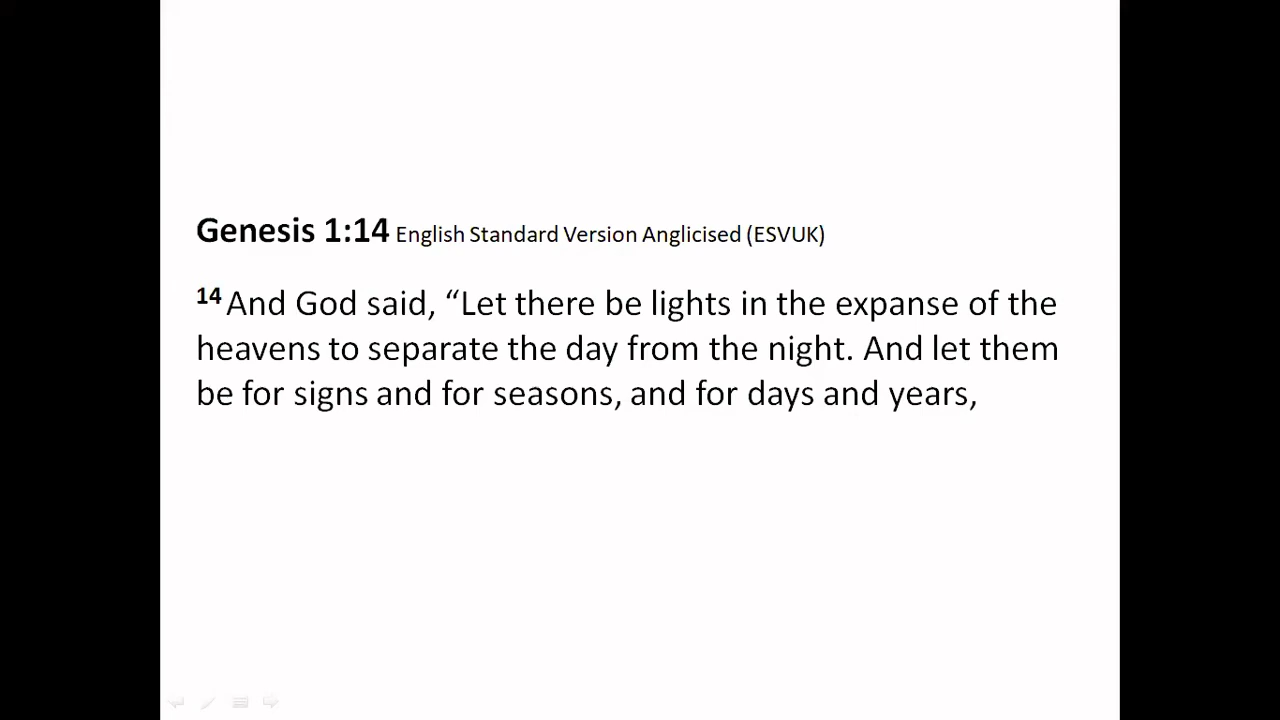 Genesis 1:14 English Standard Version Anglicised (ESVUK)
14 And God said, “Let there be lights in the expanse of the
heavens to separate the day from the night. And let them
be for signs and for seasons, and for days and years,